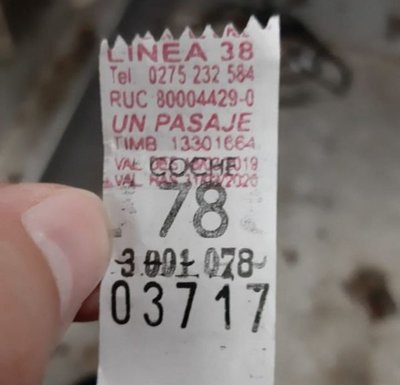 LINEA 38
Tel. 0275 232 584
RUC 80004429-0
UN PASAJE
TIMB 13301664
COCHE
78
3 001 078
03717